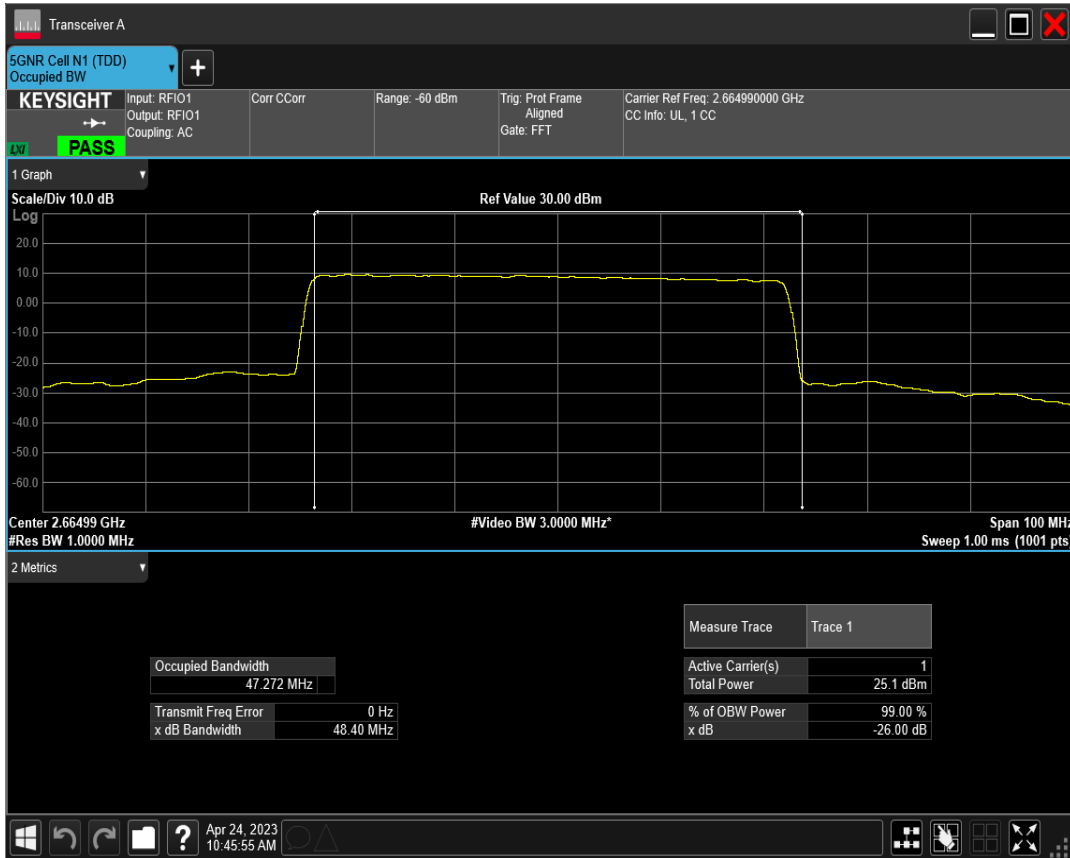 Transceiver A
5GNR Cell N1 (TDD)
Occupied BW
+
KEYSIGHT
LXI
PASS
Input: RFIO1
Output: RFIO1
Coupling: AC
Corr CCorr
Range: -60 dBm
Trig: Prot Frame
Aligned
Gate: FFT
Carrier Ref Freq: 2.664990000 GHz
CC Info: UL, 1 CC
1 Graph
Scale/Div 10.0 dB
Ref Value 30.00 dBm
Log
20.0
10.0
0.00
-10.0
-20.0
-30.0
-40.0
-50.0
-60.0
Center 2.66499 GHz
#Video BW 3.0000 MHz*
Span 100 MHz
#Res BW 1.0000 MHz
Sweep 1.00 ms (1001 pts)
2 Metrics
Measure Trace Trace 1
Occupied Bandwidth
47.272 MHz
Active Carrier(s) 1
Total Power 25.1 dBm
Transmit Freq Error 0 Hz
x dB Bandwidth 48.40 MHz
% of OBW Power 99.00 %
x dB -26.00 dB
?
Apr 24, 2023
10:45:55 AM